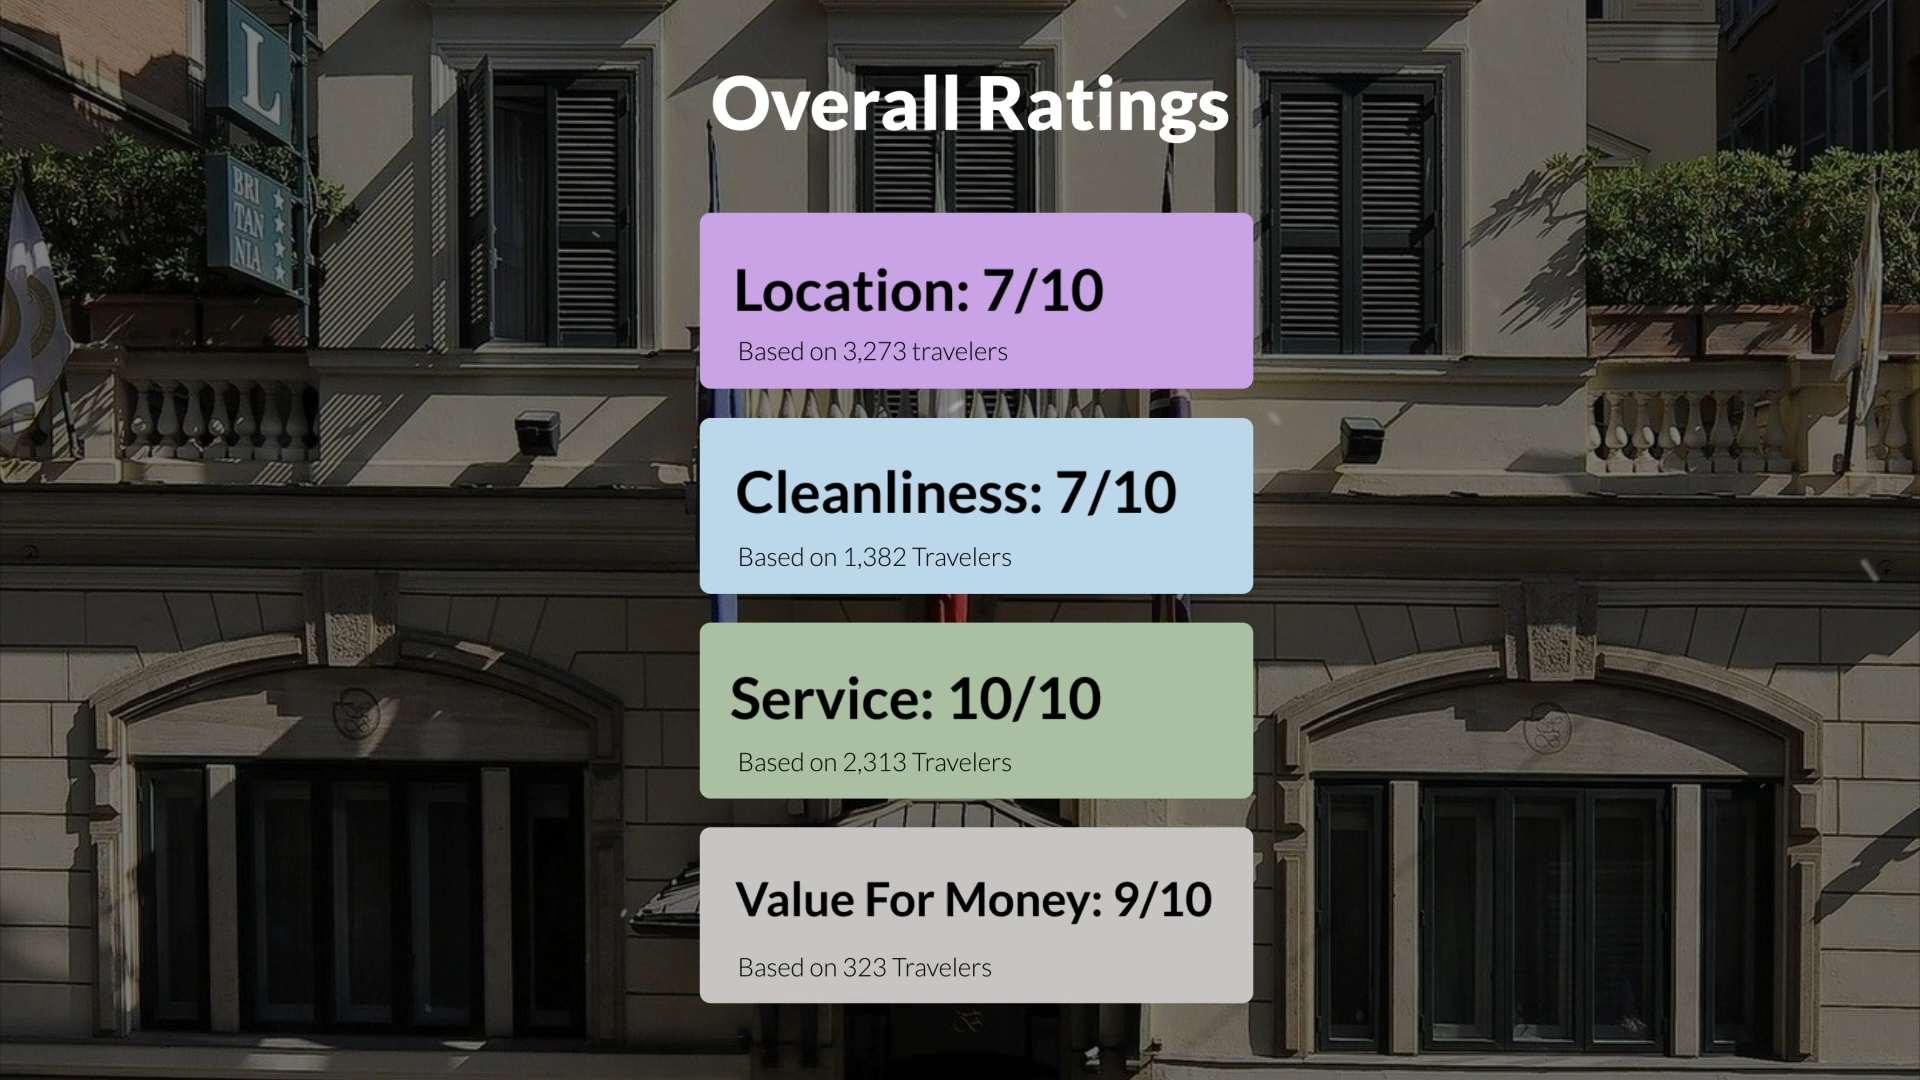 Overall Ratings
L
BRI
TAN
NIA
Location: 7/10
Based on 3,273 travelers
Cleanliness: 7/10
Based on 1,382 Travelers
Service: 10/10
Based on 2,313 Travelers
Value For Money: 9/10
Based on 323 Travelers